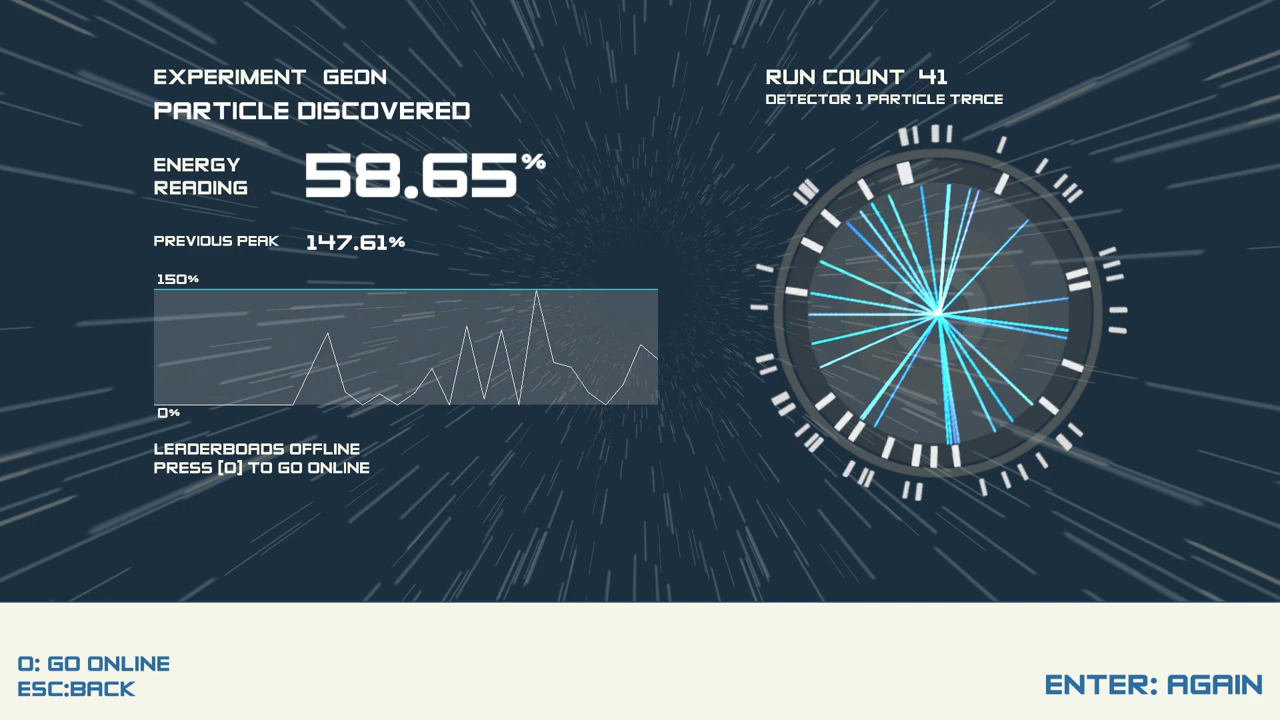 EXPERIMENT GEON
PARTICLE DISCOVERED
ENERGY READING 58.65%
PREVIOUS PEAK 147.61%
150%
0%
LEADERBOARDS OFFLINE
PRESS [O] TO GO ONLINE
RUN COUNT 41
DETECTOR 1 PARTICLE TRACE
O: GO ONLINE
ESC:BACK
ENTER: AGAIN